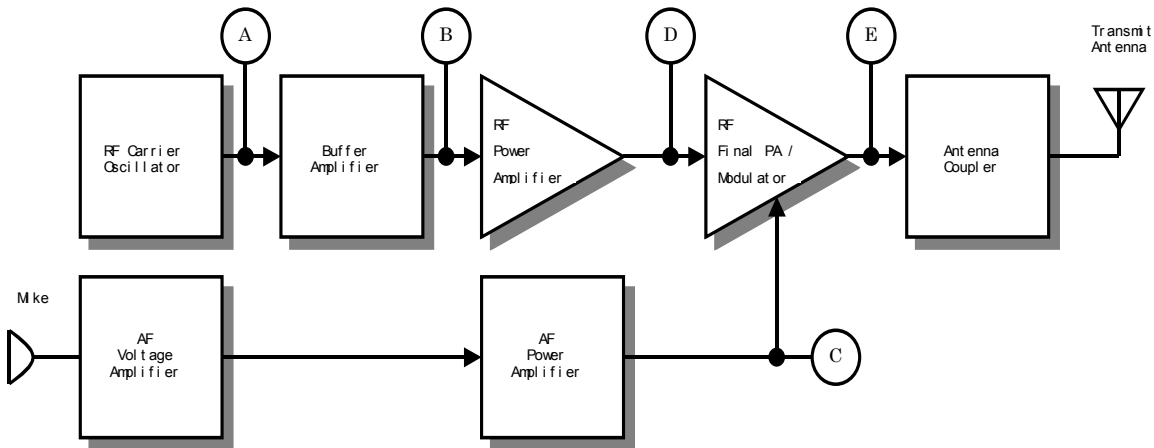 A
B
D
E
Transmit
Antenna
RF Carrier
Oscillator
Buffer
Amplifier
RF
Power
Amplifier
RF
Final PA /
Modulator
Antenna
Coupler
Mike
AF
Voltage
Amplifier
AF
Power
Amplifier
C